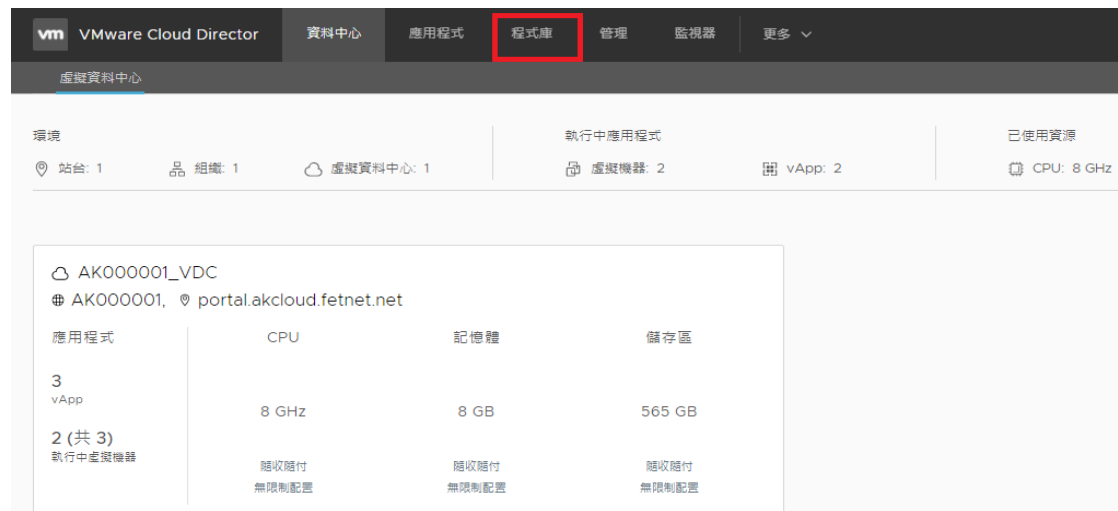 vm VMware Cloud Director 資料中心 應用程式 程式庫 管理 監視器 更多
虛擬資料中心
環境 執行中應用程式 已使用資源
站台: 1 組織: 1 虛擬資料中心: 1 虛擬機器: 2 vApp: 2 CPU: 8 GHz
AK000001_VDC
AK000001, portal.akcloud.fetnet.net
應用程式 CPU 記憶體 儲存區
3
vApp
8 GHz 8 GB 565 GB
2 (共 3)
執行中虛擬機器
隨收隨付 隨收隨付 隨收隨付
無限制配置 無限制配置 無限制配置